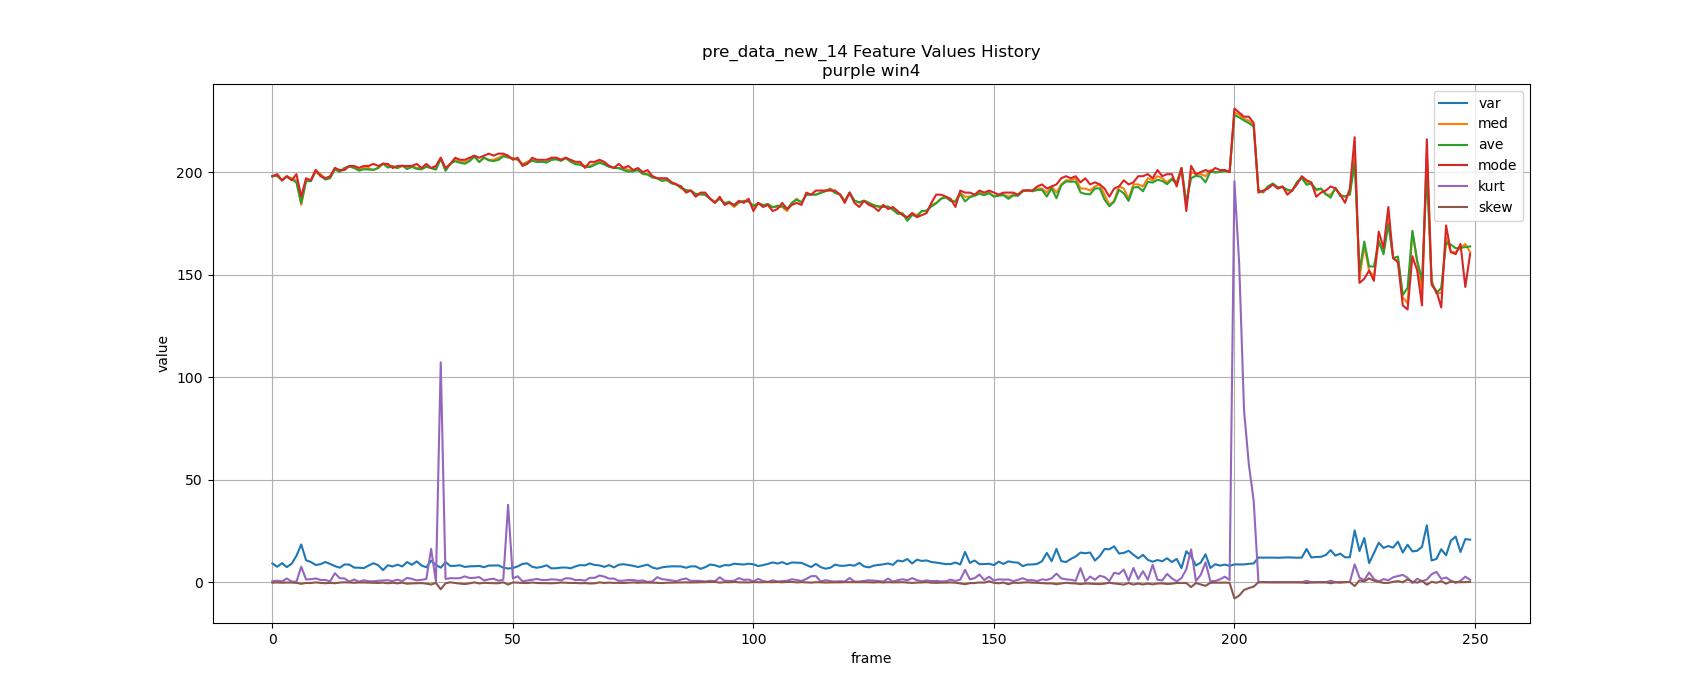 pre_data_new_14 Feature Values History
purple win4
var
med
ave
mode
kurt
skew
200
150
100
50
0
value
0
50
100
150
200
250
frame